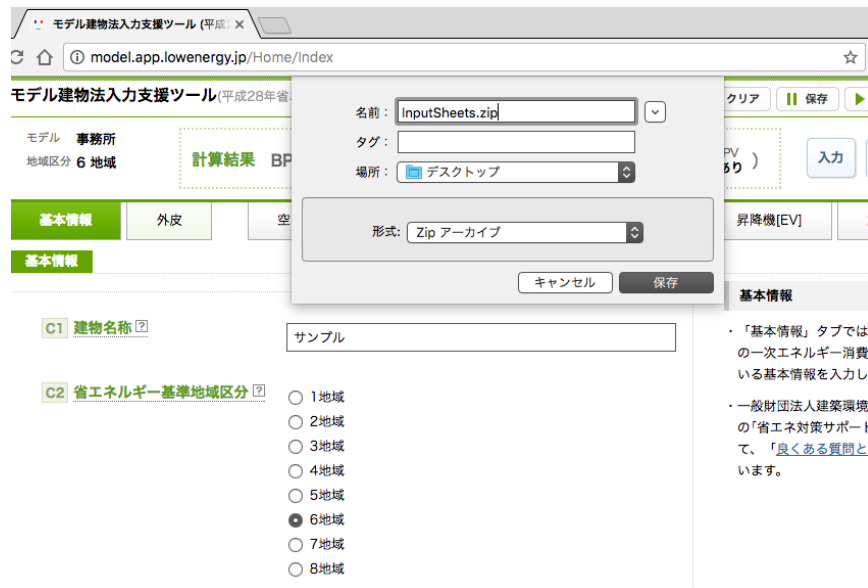 モデル建物法入力支援ツール (平成
model.app.lowenergy.jp/Home/Index
モデル建物法入力支援ツール(平成28年省
クリア
保存
モデル 事務所
地域区分 6 地域
計算結果 BP
PV
あり )
入力
名前：
InputSheets.zip
タグ：
場所：
デスクトップ
形式:
Zip アーカイブ
キャンセル
保存
基本情報
外皮
空
昇降機[EV]
基本情報
C1 建物名称 ?
サンプル
C2 省エネルギー基準地域区分 ?
1地域
2地域
3地域
4地域
5地域
6地域
7地域
8地域
基本情報
・「基本情報」タブでは
の一次エネルギー消費
いる基本情報を入力し
・一般財団法人建築環境
の「省エネ対策サポート
て、「良くある質問と
います。